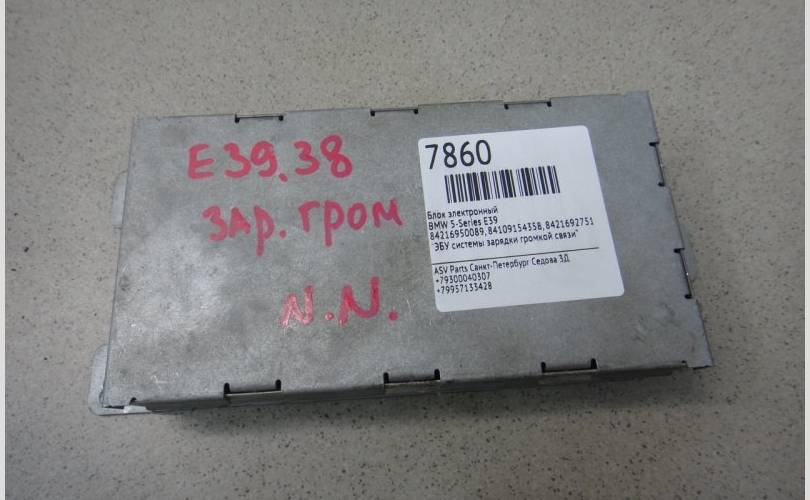 E39.38
зар. гром
N.N.
7860
Блок электронный
BMW 5-Series E39
84216950089,84109154358,8421692751
"ЭБУ системы зарядки громкой связи"
ASV Parts Санкт-Петербург Седова 3Д
+79300040307
+79957133428